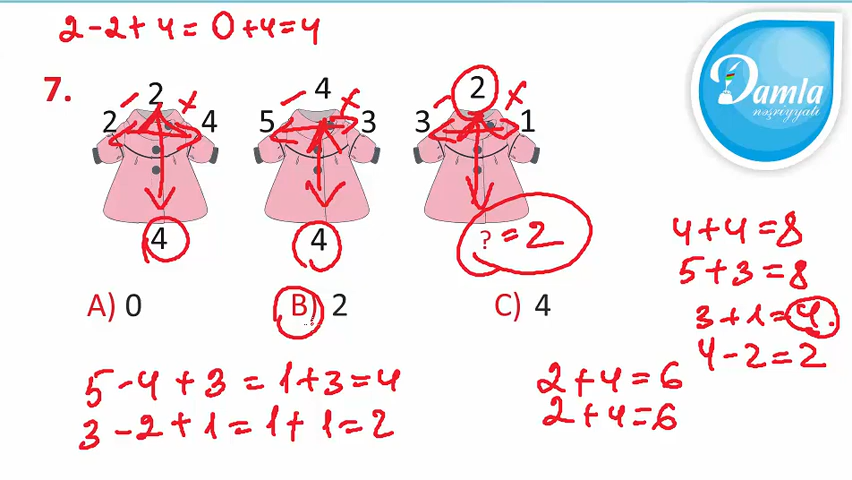 2-2+4=0+4=4
7. 2 4 2
2 - x 4 5 - x 3 3 - x 1
4 4 ? = 2
A) 0 B) 2 C) 4
5-4+3=1+3=4
3-2+1=1+1=2
2+4=6
2+4=6
4+4=8
5+3=8
3+1=4.
4-2=2
Damla
nəşriyyatı